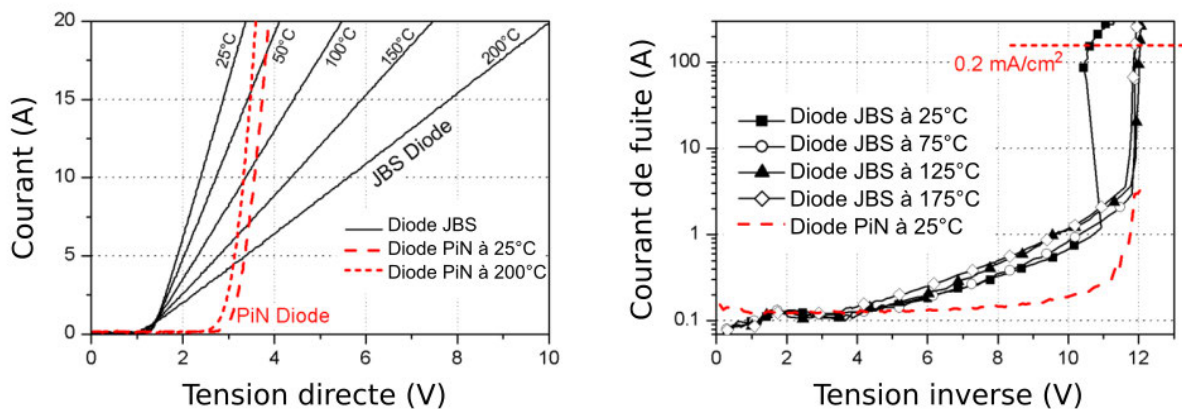 20
15
10
5
0
0
2
4
6
8
10
Courant (A)
Tension directe (V)
25°C
50°C
100°C
150°C
200°C
JBS Diode
Diode JBS
Diode PiN à 25°C
Diode PiN à 200°C
PiN Diode
100
10
1
0.1
0
2
4
6
8
10
12
Courant de fuite (A)
Tension inverse (V)
0.2 mA/cm²
Diode JBS à 25°C
Diode JBS à 75°C
Diode JBS à 125°C
Diode JBS à 175°C
Diode PiN à 25°C